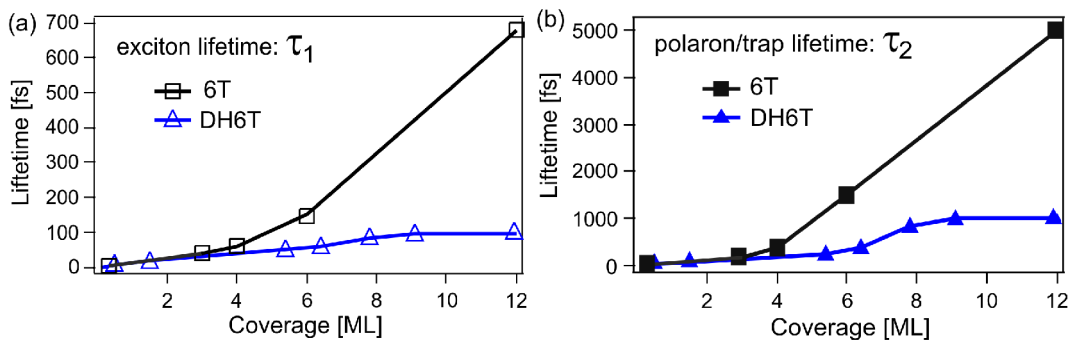 (a)
exciton lifetime: τ1
6T
DH6T
Liftetime [fs]
700
600
500
400
300
200
100
0
2 4 6 8 10 12
Coverage [ML]
(b)
polaron/trap lifetime: τ2
6T
DH6T
Liftetime [fs]
5000
4000
3000
2000
1000
0
2 4 6 8 10 12
Coverage [ML]